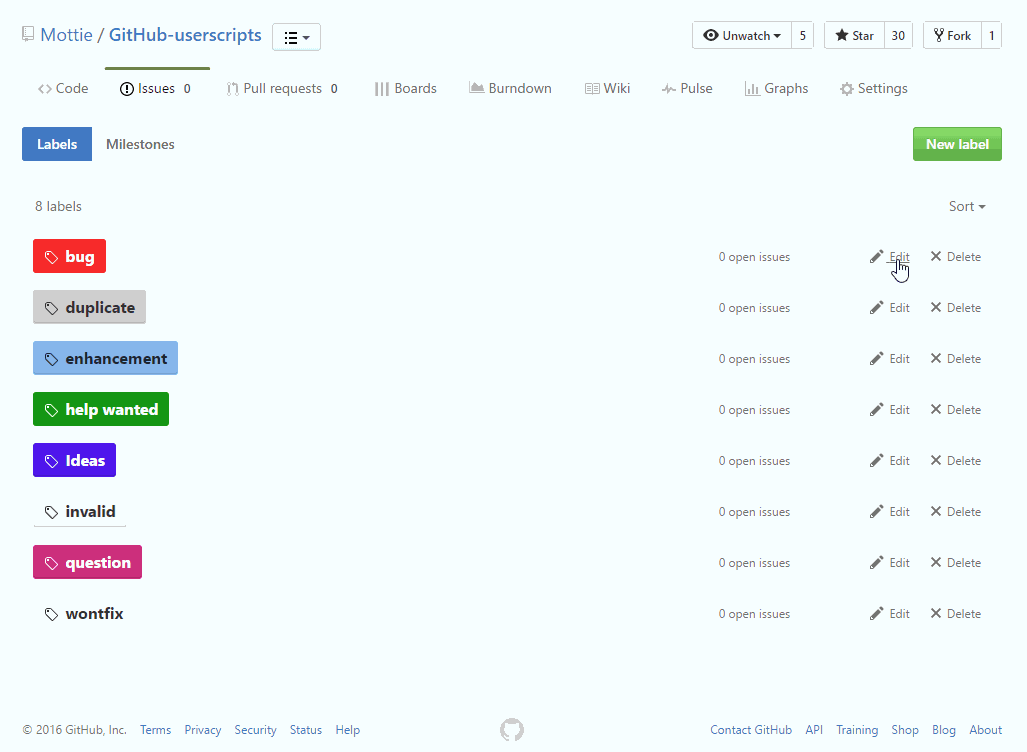 Mottie / GitHub-userscripts Unwatch 5 Star 30 Fork 1
Code Issues 0 Pull requests 0 Boards Burndown Wiki Pulse Graphs Settings
Labels Milestones New label
8 labels Sort
bug 0 open issues Edit Delete
duplicate 0 open issues Edit Delete
enhancement 0 open issues Edit Delete
help wanted 0 open issues Edit Delete
Ideas 0 open issues Edit Delete
invalid 0 open issues Edit Delete
question 0 open issues Edit Delete
wontfix 0 open issues Edit Delete
© 2016 GitHub, Inc. Terms Privacy Security Status Help Contact GitHub API Training Shop Blog About